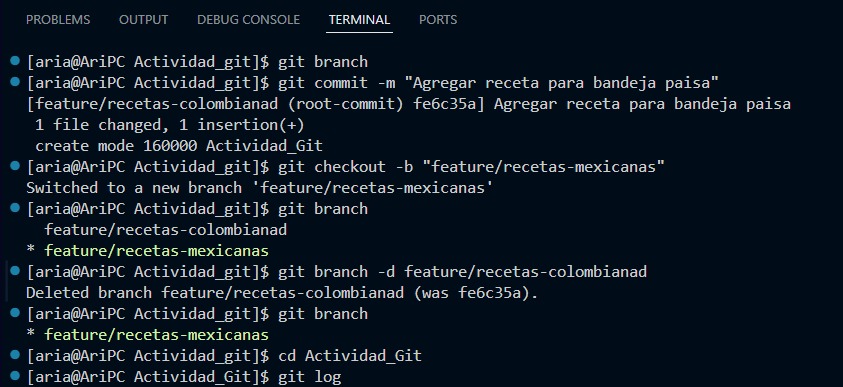 PROBLEMS OUTPUT DEBUG CONSOLE TERMINAL PORTS
[aria@AriPC Actividad_git]$ git branch
[aria@AriPC Actividad_git]$ git commit -m "Agregar receta para bandeja paisa"
[feature/recetas-colombianad (root-commit) fe6c35a] Agregar receta para bandeja paisa
 1 file changed, 1 insertion(+)
 create mode 160000 Actividad_Git
[aria@AriPC Actividad_git]$ git checkout -b "feature/recetas-mexicanas"
Switched to a new branch 'feature/recetas-mexicanas'
[aria@AriPC Actividad_git]$ git branch
  feature/recetas-colombianad
* feature/recetas-mexicanas
[aria@AriPC Actividad_git]$ git branch -d feature/recetas-colombianad
Deleted branch feature/recetas-colombianad (was fe6c35a).
[aria@AriPC Actividad_git]$ git branch
* feature/recetas-mexicanas
[aria@AriPC Actividad_git]$ cd Actividad_Git
[aria@AriPC Actividad_Git]$ git log